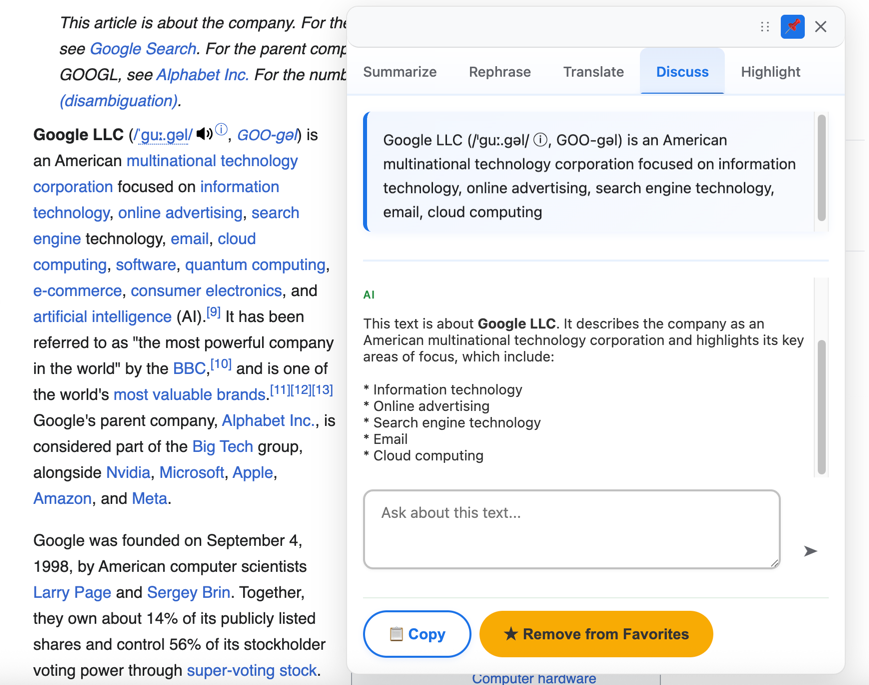 This article is about the company. For the
see Google Search. For the parent comp
GOOGL, see Alphabet Inc. For the numb
(disambiguation).
Google LLC (/ˈɡuː.ɡəl/ ⓘ, GOO-gəl) is
an American multinational technology
corporation focused on information
technology, online advertising, search
engine technology, email, cloud
computing, software, quantum computing,
e-commerce, consumer electronics, and
artificial intelligence (AI).[9] It has been
referred to as "the most powerful company
in the world" by the BBC,[10] and is one of
the world's most valuable brands.[11][12][13]
Google's parent company, Alphabet Inc., is
considered part of the Big Tech group,
alongside Nvidia, Microsoft, Apple,
Amazon, and Meta.
Google was founded on September 4,
1998, by American computer scientists
Larry Page and Sergey Brin. Together,
they own about 14% of its publicly listed
shares and control 56% of its stockholder
voting power through super-voting stock.
Summarize Rephrase Translate Discuss Highlight
Google LLC (/ˈɡuː.ɡəl/ ⓘ, GOO-gəl) is an American
multinational technology corporation focused on information
technology, online advertising, search engine technology,
email, cloud computing
AI
This text is about Google LLC. It describes the company as an
American multinational technology corporation and highlights its key
areas of focus, which include:
* Information technology
* Online advertising
* Search engine technology
* Email
* Cloud computing
Ask about this text...
📋 Copy ★ Remove from Favorites
Computer hardware